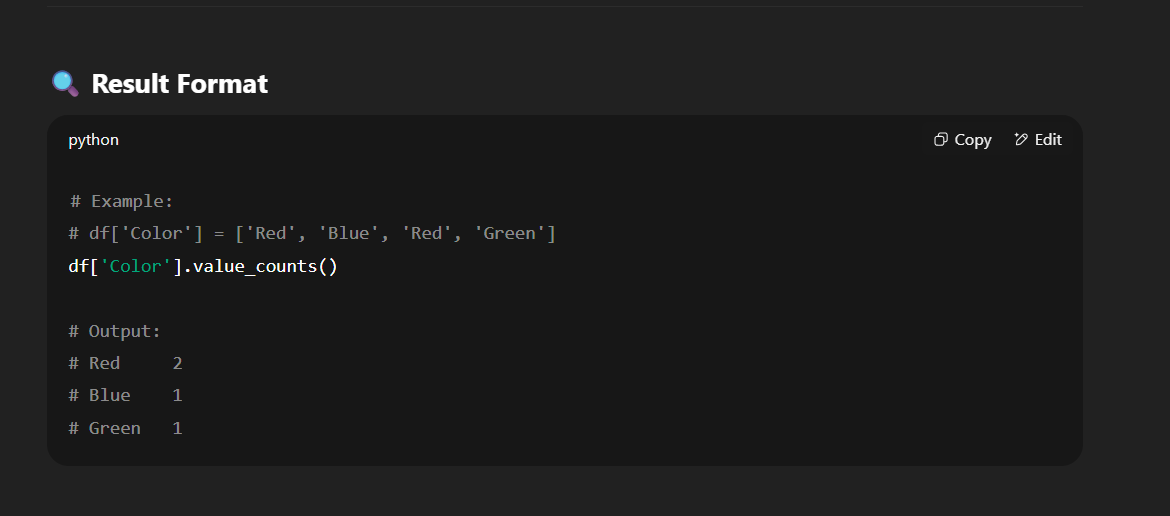 🔍 Result Format
python
Copy
Edit
# Example:
# df['Color'] = ['Red', 'Blue', 'Red', 'Green']
df['Color'].value_counts()
# Output:
# Red     2
# Blue    1
# Green   1